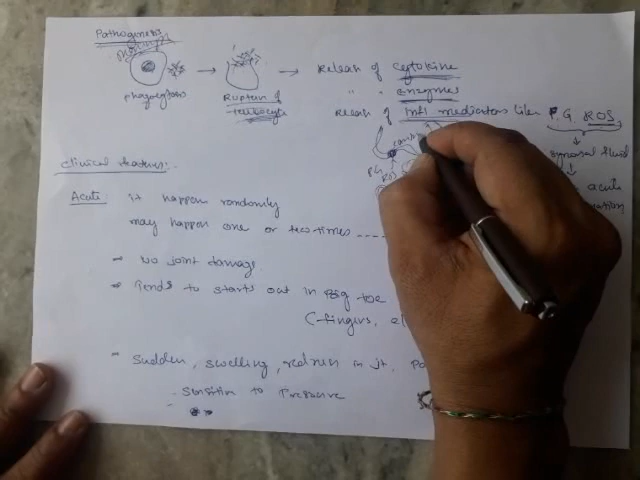 Pathogenesis
phagocytosis → Rupture of leucocyte → Release of cytokine
" " enzymes
Release of infl mediators like P.G. ROS
synovial fluid
acute
Clinical features:-
Acute: it happen randomly
may happen one or two times ----
- No joint damage.
- Tends to starts out in big toe
(fingers, el
- Sudden, swelling, redness in jt,
- Sensitive to Pressure